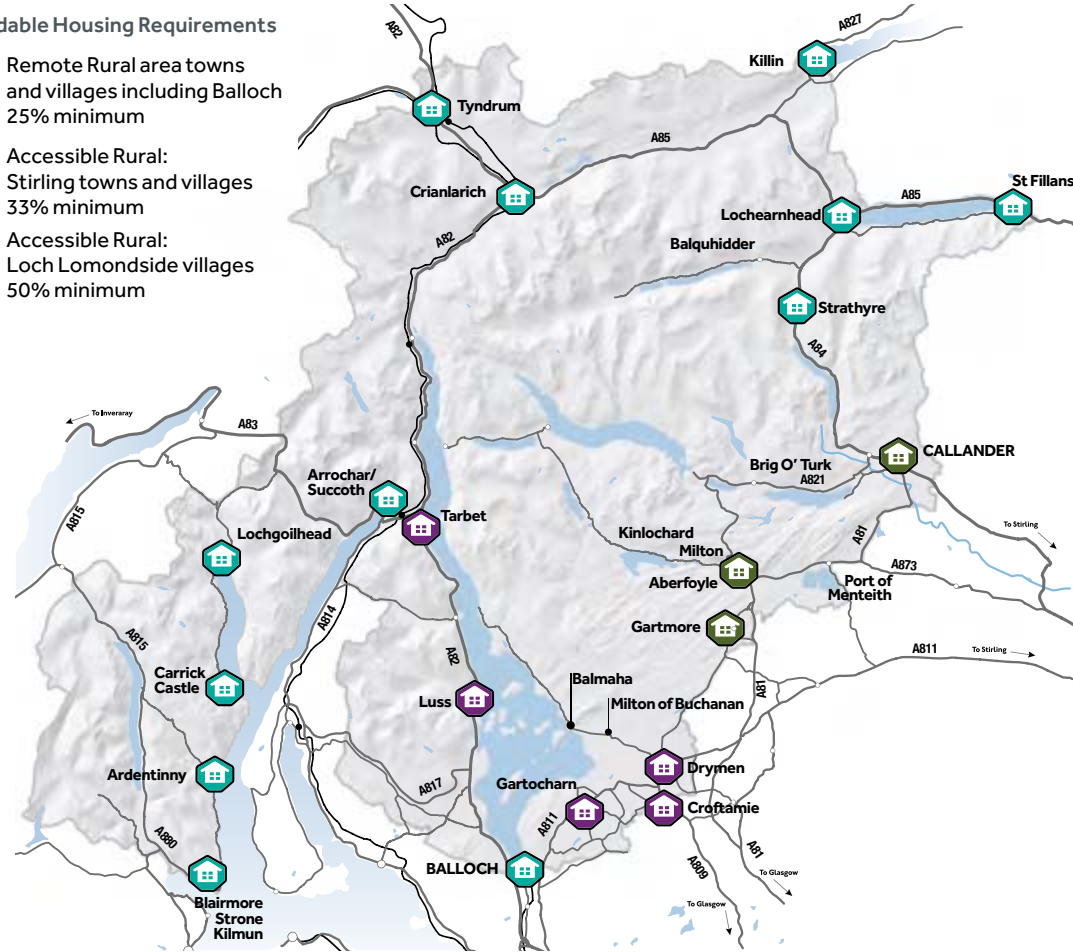 dable Housing Requirements
Remote Rural area towns
and villages including Balloch
25% minimum
Accessible Rural:
Stirling towns and villages
33% minimum
Accessible Rural:
Loch Lomondside villages
50% minimum
A82
A827
Killin
Tyndrum
A85
Crianlarich
St Fillans
A85
Lochearnhead
A82
Balquhidder
Strathyre
A84
To Inveraray
A83
CALLANDER
Brig O' Turk
A821
Arrochar/
Succoth
Tarbet
A815
Lochgoilhead
Kinlochard
Milton
Aberfoyle
A81
To Stirling
A873
Port of
Menteith
Gartmore
A814
A815
A82
A811
To Stirling
Carrick
Castle
Luss
Balmaha
Milton of Buchanan
A81
Drymen
Ardentinny
A817
Gartocharn
Croftamie
A811
A880
BALLOCH
A809
A81
To Glasgow
To Glasgow
Blairmore
Strone
Kilmun